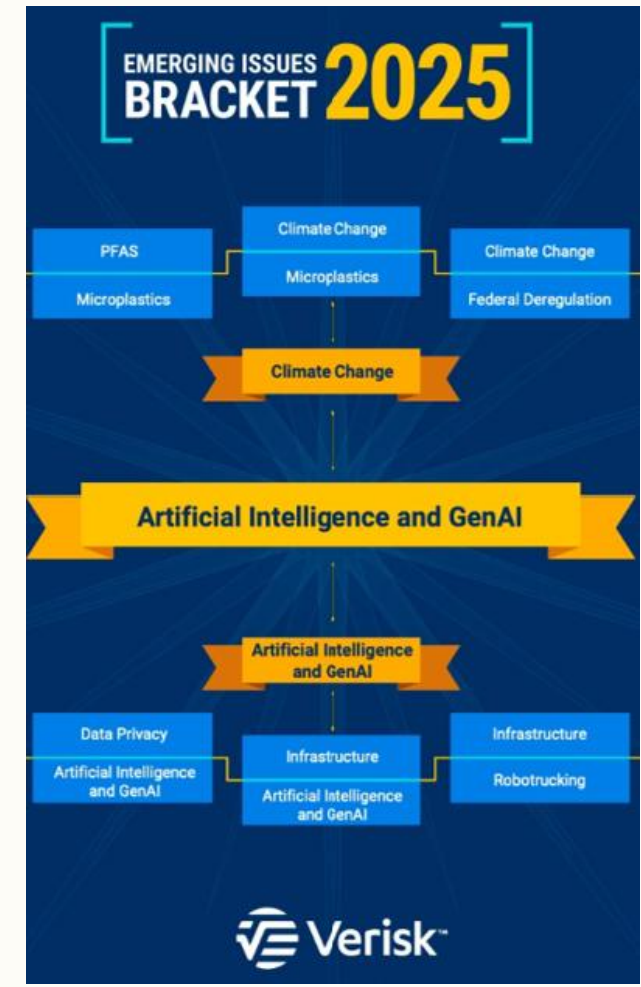 EMERGING ISSUES
BRACKET 2025
PFAS
Microplastics
Climate Change
Microplastics
Climate Change
Federal Deregulation
Climate Change
Artificial Intelligence and GenAI
Artificial Intelligence
and GenAI
Data Privacy
Artificial Intelligence
and GenAI
Infrastructure
Artificial Intelligence
and GenAI
Infrastructure
Robotrucking
Verisk™